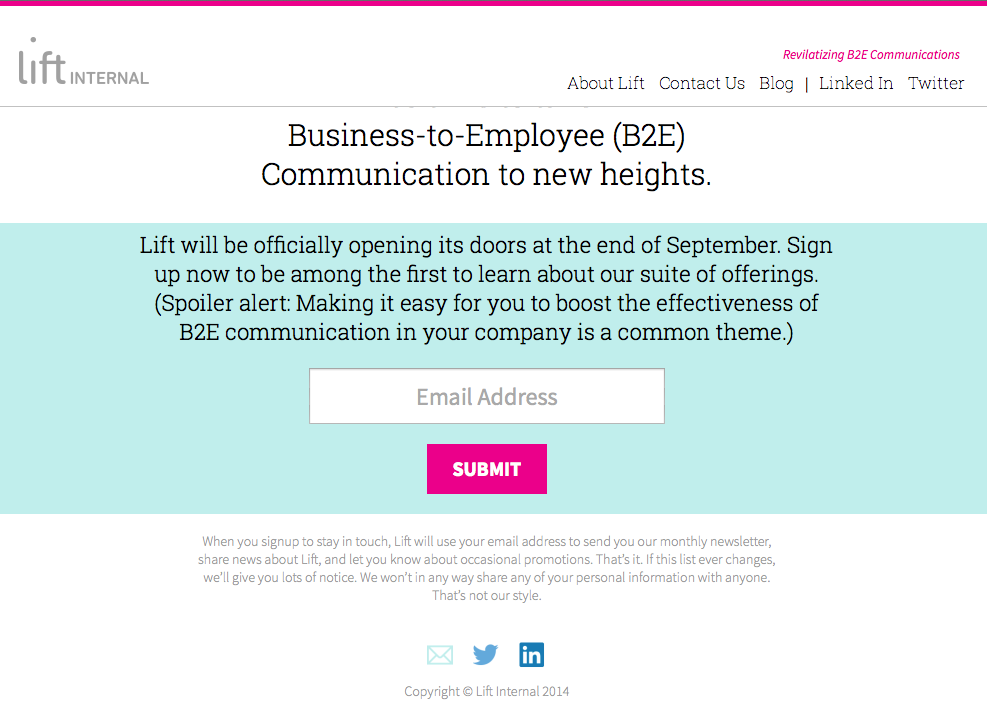 lift INTERNAL
Revilatizing B2E Communications
About Lift Contact Us Blog | Linked In Twitter
Business-to-Employee (B2E)
Communication to new heights.
Lift will be officially opening its doors at the end of September. Sign
up now to be among the first to learn about our suite of offerings.
(Spoiler alert: Making it easy for you to boost the effectiveness of
B2E communication in your company is a common theme.)
Email Address
SUBMIT
When you signup to stay in touch, Lift will use your email address to send you our monthly newsletter,
share news about Lift, and let you know about occasional promotions. That's it. If this list ever changes,
we'll give you lots of notice. We won't in any way share any of your personal information with anyone.
That's not our style.
in
Copyright © Lift Internal 2014